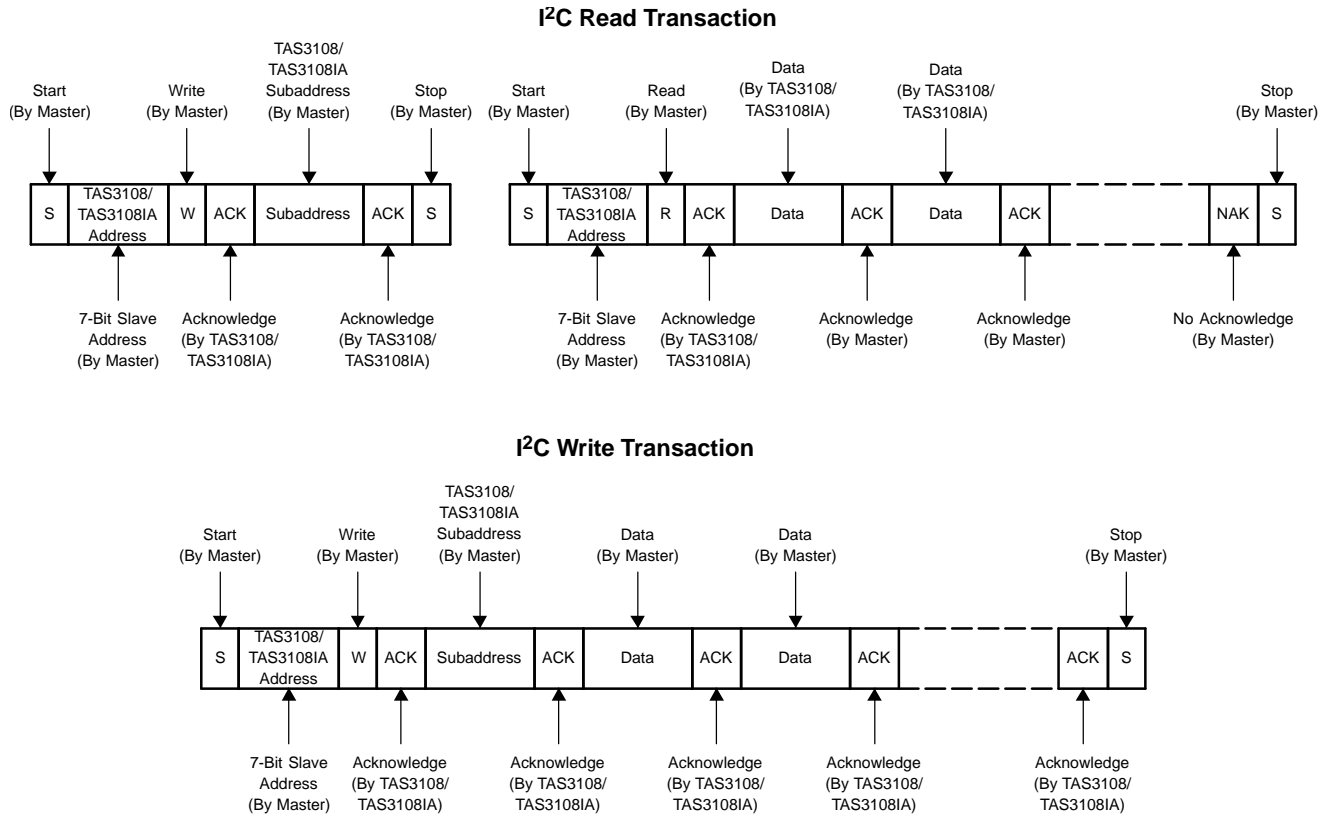 I²C Read Transaction
Start
(By Master)
Write
(By Master)
TAS3108/
TAS3108IA
Subaddress
(By Master)
Stop
(By Master)
Start
(By Master)
Read
(By Master)
Data
(By TAS3108/
TAS3108IA)
Data
(By TAS3108/
TAS3108IA)
Stop
(By Master)
S
TAS3108/
TAS3108IA
Address
W
ACK
Subaddress
ACK
S
S
TAS3108/
TAS3108IA
Address
R
ACK
Data
ACK
Data
ACK
NAK
S
7-Bit Slave
Address
(By Master)
Acknowledge
(By TAS3108/
TAS3108IA)
Acknowledge
(By TAS3108/
TAS3108IA)
7-Bit Slave
Address
(By Master)
Acknowledge
(By TAS3108/
TAS3108IA)
Acknowledge
(By Master)
Acknowledge
(By Master)
No Acknowledge
(By Master)
I²C Write Transaction
Start
(By Master)
Write
(By Master)
TAS3108/
TAS3108IA
Subaddress
(By Master)
Data
(By Master)
Data
(By Master)
Stop
(By Master)
S
TAS3108/
TAS3108IA
Address
W
ACK
Subaddress
ACK
Data
ACK
Data
ACK
ACK
S
7-Bit Slave
Address
(By Master)
Acknowledge
(By TAS3108/
TAS3108IA)
Acknowledge
(By TAS3108/
TAS3108IA)
Acknowledge
(By TAS3108/
TAS3108IA)
Acknowledge
(By TAS3108/
TAS3108IA)
Acknowledge
(By TAS3108/
TAS3108IA)